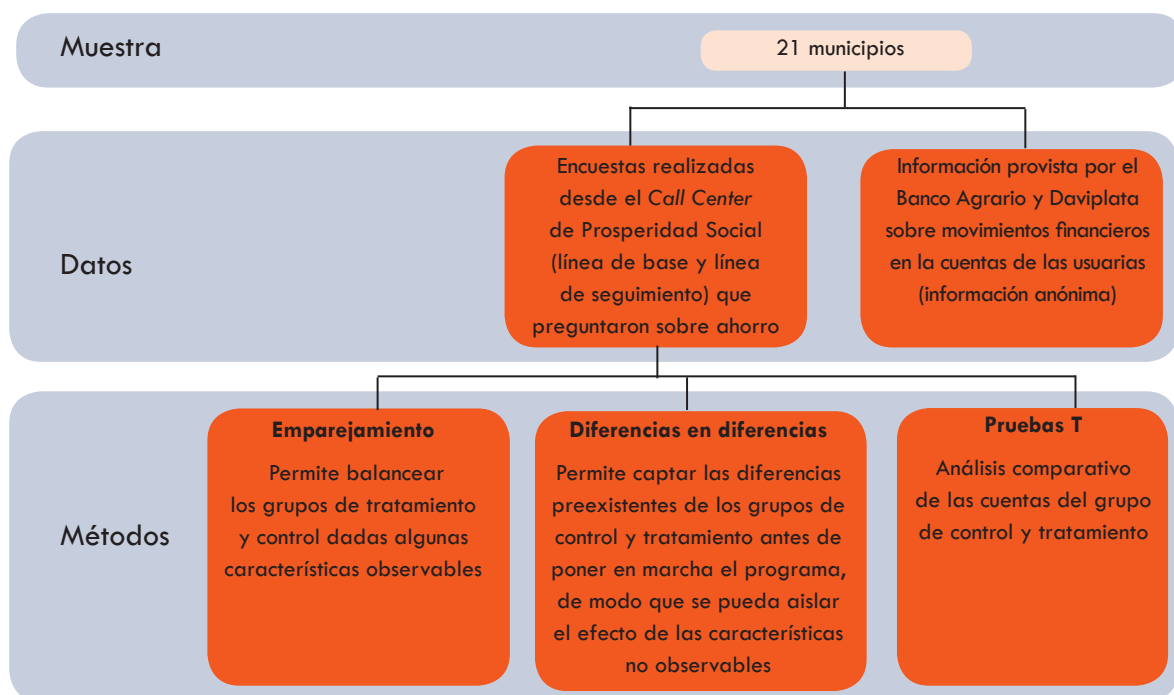 Muestra
21 municipios
Datos
Encuestas realizadas
desde el Call Center
de Prosperidad Social
(línea de base y línea
de seguimiento) que
preguntaron sobre ahorro
Información provista por el
Banco Agrario y Daviplata
sobre movimientos financieros
en la cuentas de las usuarias
(información anónima)
Métodos
Emparejamiento
Permite balancear
los grupos de tratamiento
y control dadas algunas
características observables
Diferencias en diferencias
Permite captar las diferencias
preexistentes de los grupos de
control y tratamiento antes de
poner en marcha el programa,
de modo que se pueda aislar
el efecto de las características
no observables
Pruebas T
Análisis comparativo
de las cuentas del grupo
de control y tratamiento